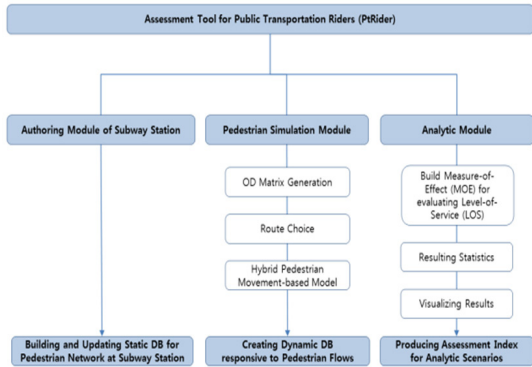 Assessment Tool for Public Transportation Riders (PtRider)
Authoring Module of Subway Station
Pedestrian Simulation Module
Analytic Module
OD Matrix Generation
Route Choice
Hybrid Pedestrian
Movement-based Model
Build Measure-of-
Effect (MOE) for
evaluating Level-of-
Service (LOS)
Resulting Statistics
Visualizing Results
Building and Updating Static DB for
Pedestrian Network at Subway Station
Creating Dynamic DB
responsive to Pedestrian Flows
Producing Assessment Index
for Analytic Scenarios